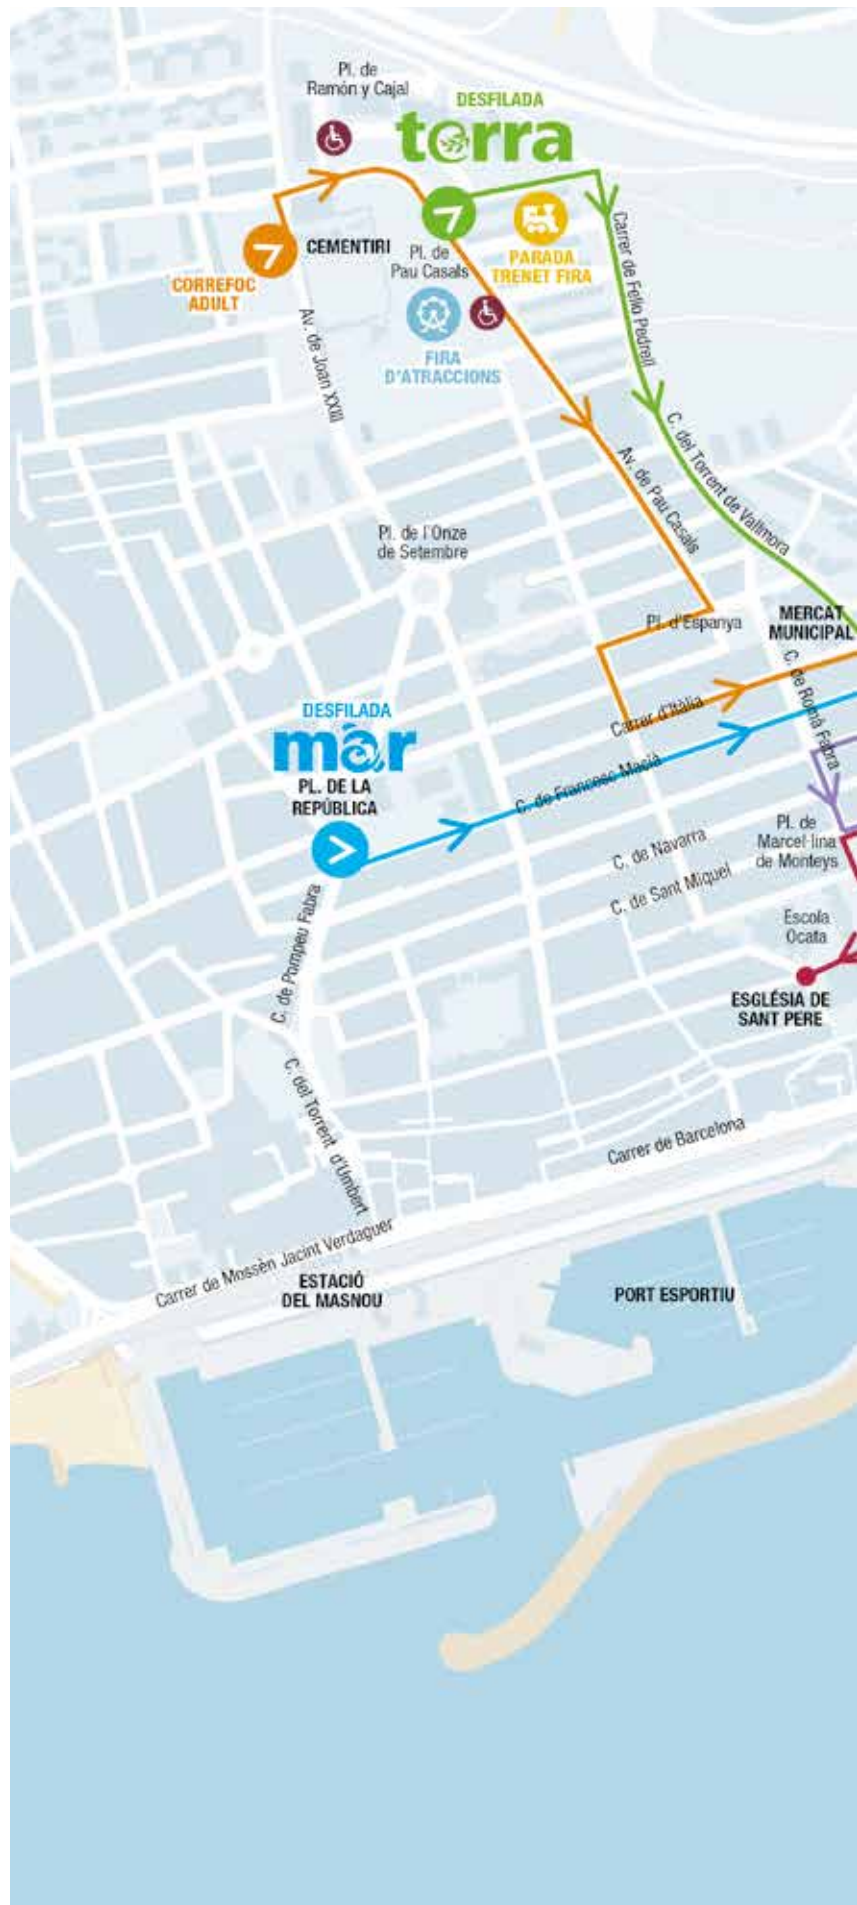 Pl. de
Ramón y Cajal
DESFILADA
terra
CEMENTIRI
Pl. de
Pau Casals
PARADA
TRENET FIRA
CORREFOC
ADULT
Carrer de Felip Pedrell
FIRA
D'ATRACCIONS
Av. de Joan XXIII
C. del Torrent de Vallmora
Av. de Pau Casals
Pl. de l'Onze
de Setembre
MERCAT
MUNICIPAL
Pl. d'Espanya
C. de Romà Fabra
DESFILADA
mar
Carrer d'Itàlia
PL. DE LA
REPÚBLICA
C. de Francesc Macià
Pl. de
Marcel·lina
de Monteys
C. de Navarra
C. de Sant Miquel
C. de Pompeu Fabra
Escola
Ocata
ESGLÉSIA DE
SANT PERE
C. del Torrent d'Umbert
Carrer de Barcelona
Carrer de Mossèn Jacint Verdaguer
ESTACIÓ
DEL MASNOU
PORT ESPORTIU